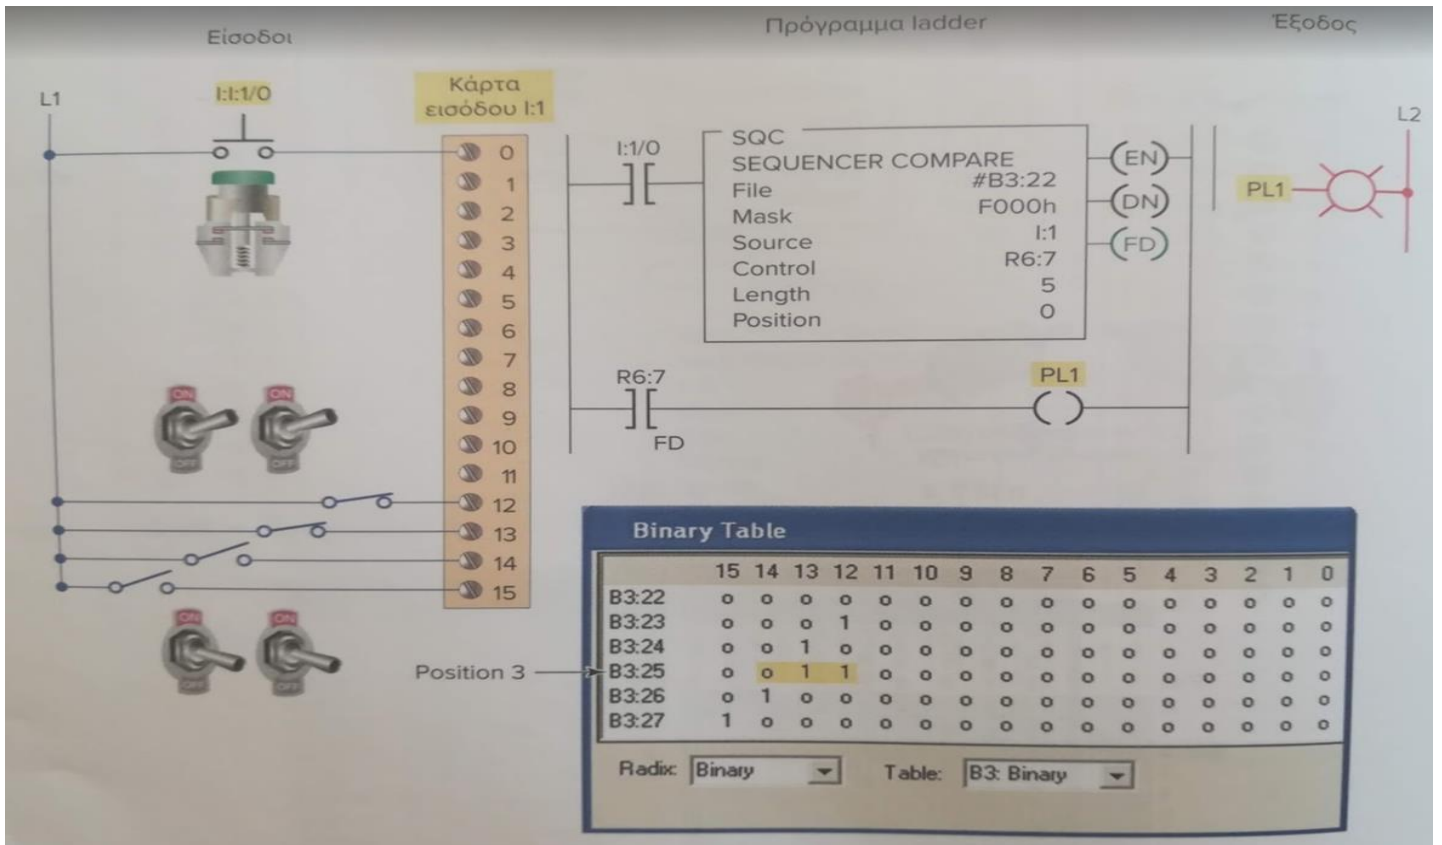 Είσοδοι
Πρόγραμμα ladder
Έξοδος
L1
I:I:1/0
Κάρτα
εισόδου I:1
L2
0
1
2
3
4
5
6
7
8
9
10
11
12
13
14
15
I:1/0
SQC
SEQUENCER COMPARE
File #B3:22
Mask F000h
Source I:1
Control R6:7
Length 5
Position 0
EN
DN
FD
PL1
R6:7
FD
PL1
ON
OFF
ON
OFF
ON
OFF
ON
OFF
Position 3
Binary Table
15 14 13 12 11 10 9 8 7 6 5 4 3 2 1 0
B3:22 0 0 0 0 0 0 0 0 0 0 0 0 0 0 0 0
B3:23 0 0 0 1 0 0 0 0 0 0 0 0 0 0 0 0
B3:24 0 0 1 0 0 0 0 0 0 0 0 0 0 0 0 0
B3:25 0 0 1 1 0 0 0 0 0 0 0 0 0 0 0 0
B3:26 0 1 0 0 0 0 0 0 0 0 0 0 0 0 0 0
B3:27 1 0 0 0 0 0 0 0 0 0 0 0 0 0 0 0
Radix: Binary Table: B3: Binary